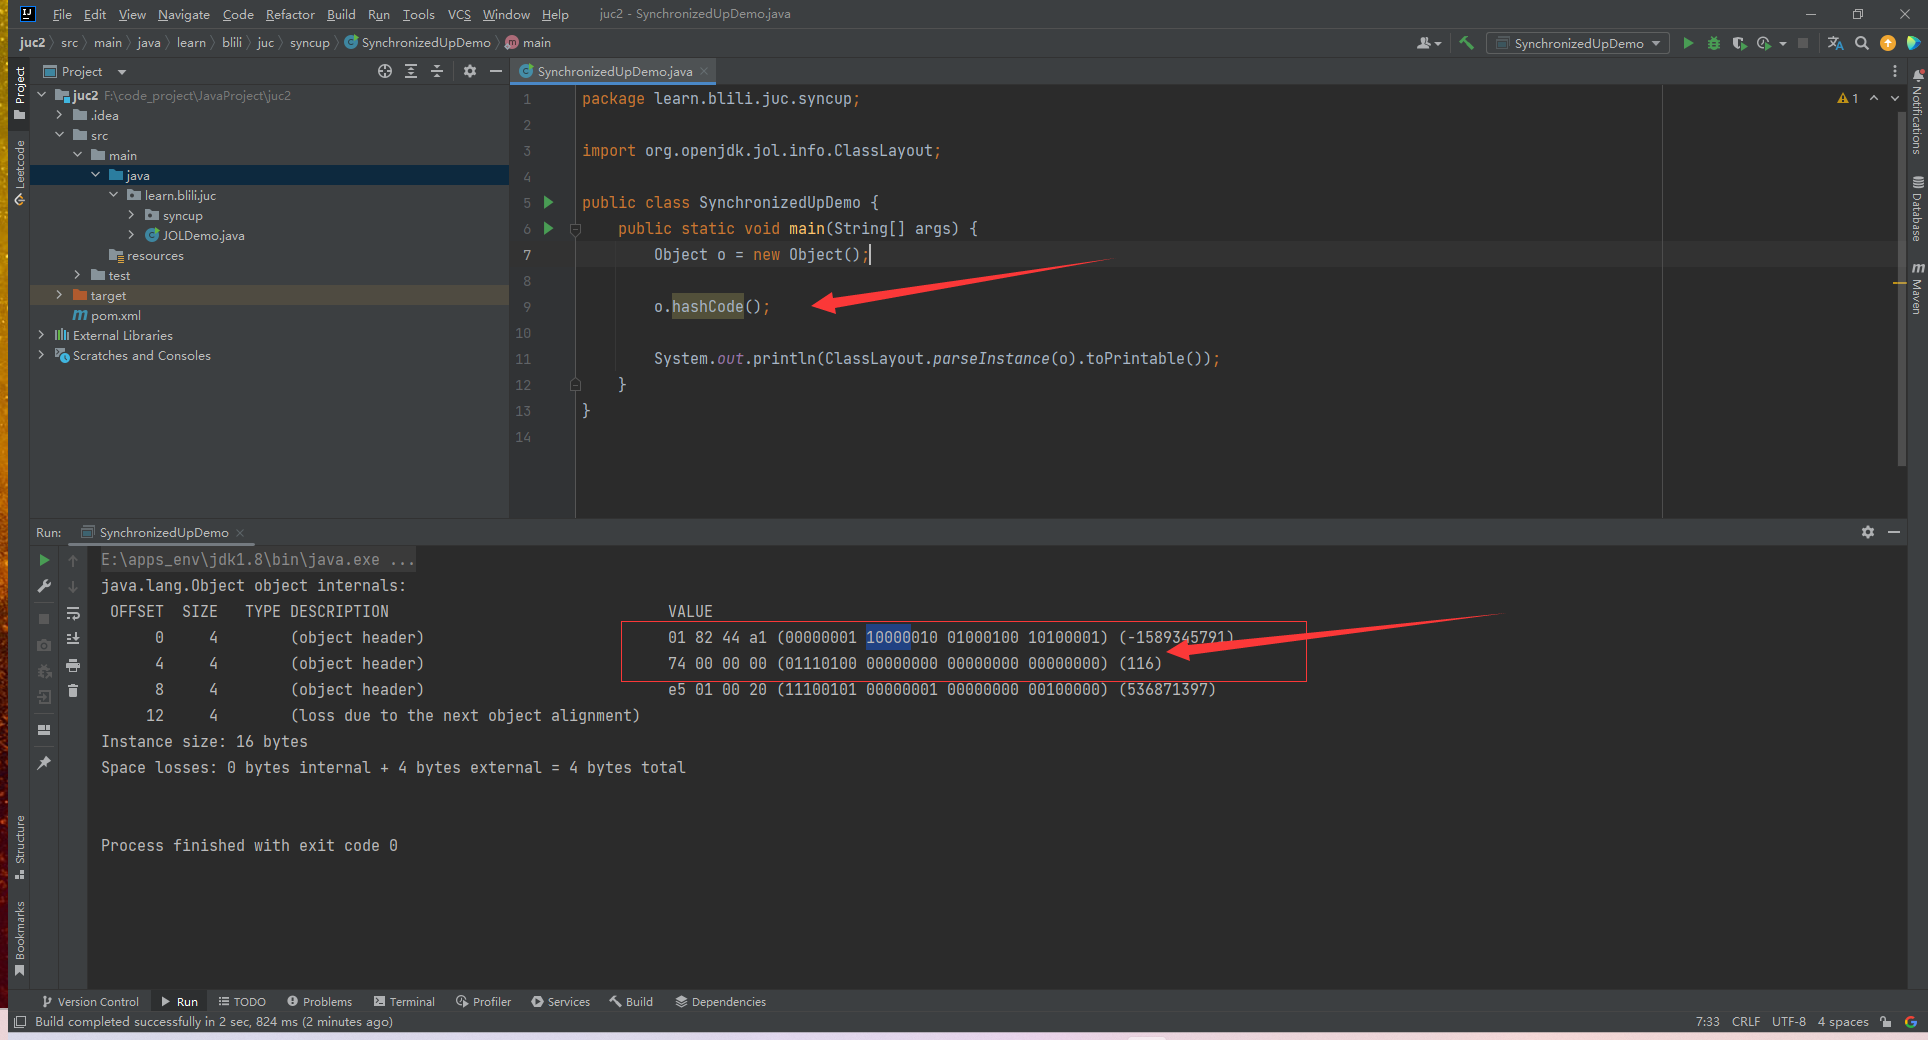 File Edit View Navigate Code Refactor Build Run Tools VCS Window Help juc2 - SynchronizedUpDemo.java
juc2 src main java learn blili juc syncup SynchronizedUpDemo main
SynchronizedUpDemo
Project
Project
SynchronizedUpDemo.java
juc2 F:\code_project\JavaProject\juc2
.idea
src
main
java
learn.blili.juc
syncup
JOLDemo.java
resources
test
target
pom.xml
External Libraries
Scratches and Consoles
Leetcode
1 package learn.blili.juc.syncup;
2
3 import org.openjdk.jol.info.ClassLayout;
4
5 public class SynchronizedUpDemo {
6 public static void main(String[] args) {
7 Object o = new Object();
8
9 o.hashCode();
10
11 System.out.println(ClassLayout.parseInstance(o).toPrintable());
12 }
13 }
14
1
Notifications
Database
Maven
Run: SynchronizedUpDemo
E:\apps_env\jdk1.8\bin\java.exe ...
java.lang.Object object internals:
OFFSET SIZE TYPE DESCRIPTION VALUE
0 4 (object header) 01 82 44 a1 (00000001 10000010 01000100 10100001) (-1589345791)
4 4 (object header) 74 00 00 00 (01110100 00000000 00000000 00000000) (116)
8 4 (object header) e5 01 00 20 (11100101 00000001 00000000 00100000) (536871397)
12 4 (loss due to the next object alignment)
Instance size: 16 bytes
Space losses: 0 bytes internal + 4 bytes external = 4 bytes total
Process finished with exit code 0
Structure
Bookmarks
Version Control Run TODO Problems Terminal Profiler Services Build Dependencies
Build completed successfully in 2 sec, 824 ms (2 minutes ago) 7:33 CRLF UTF-8 4 spaces